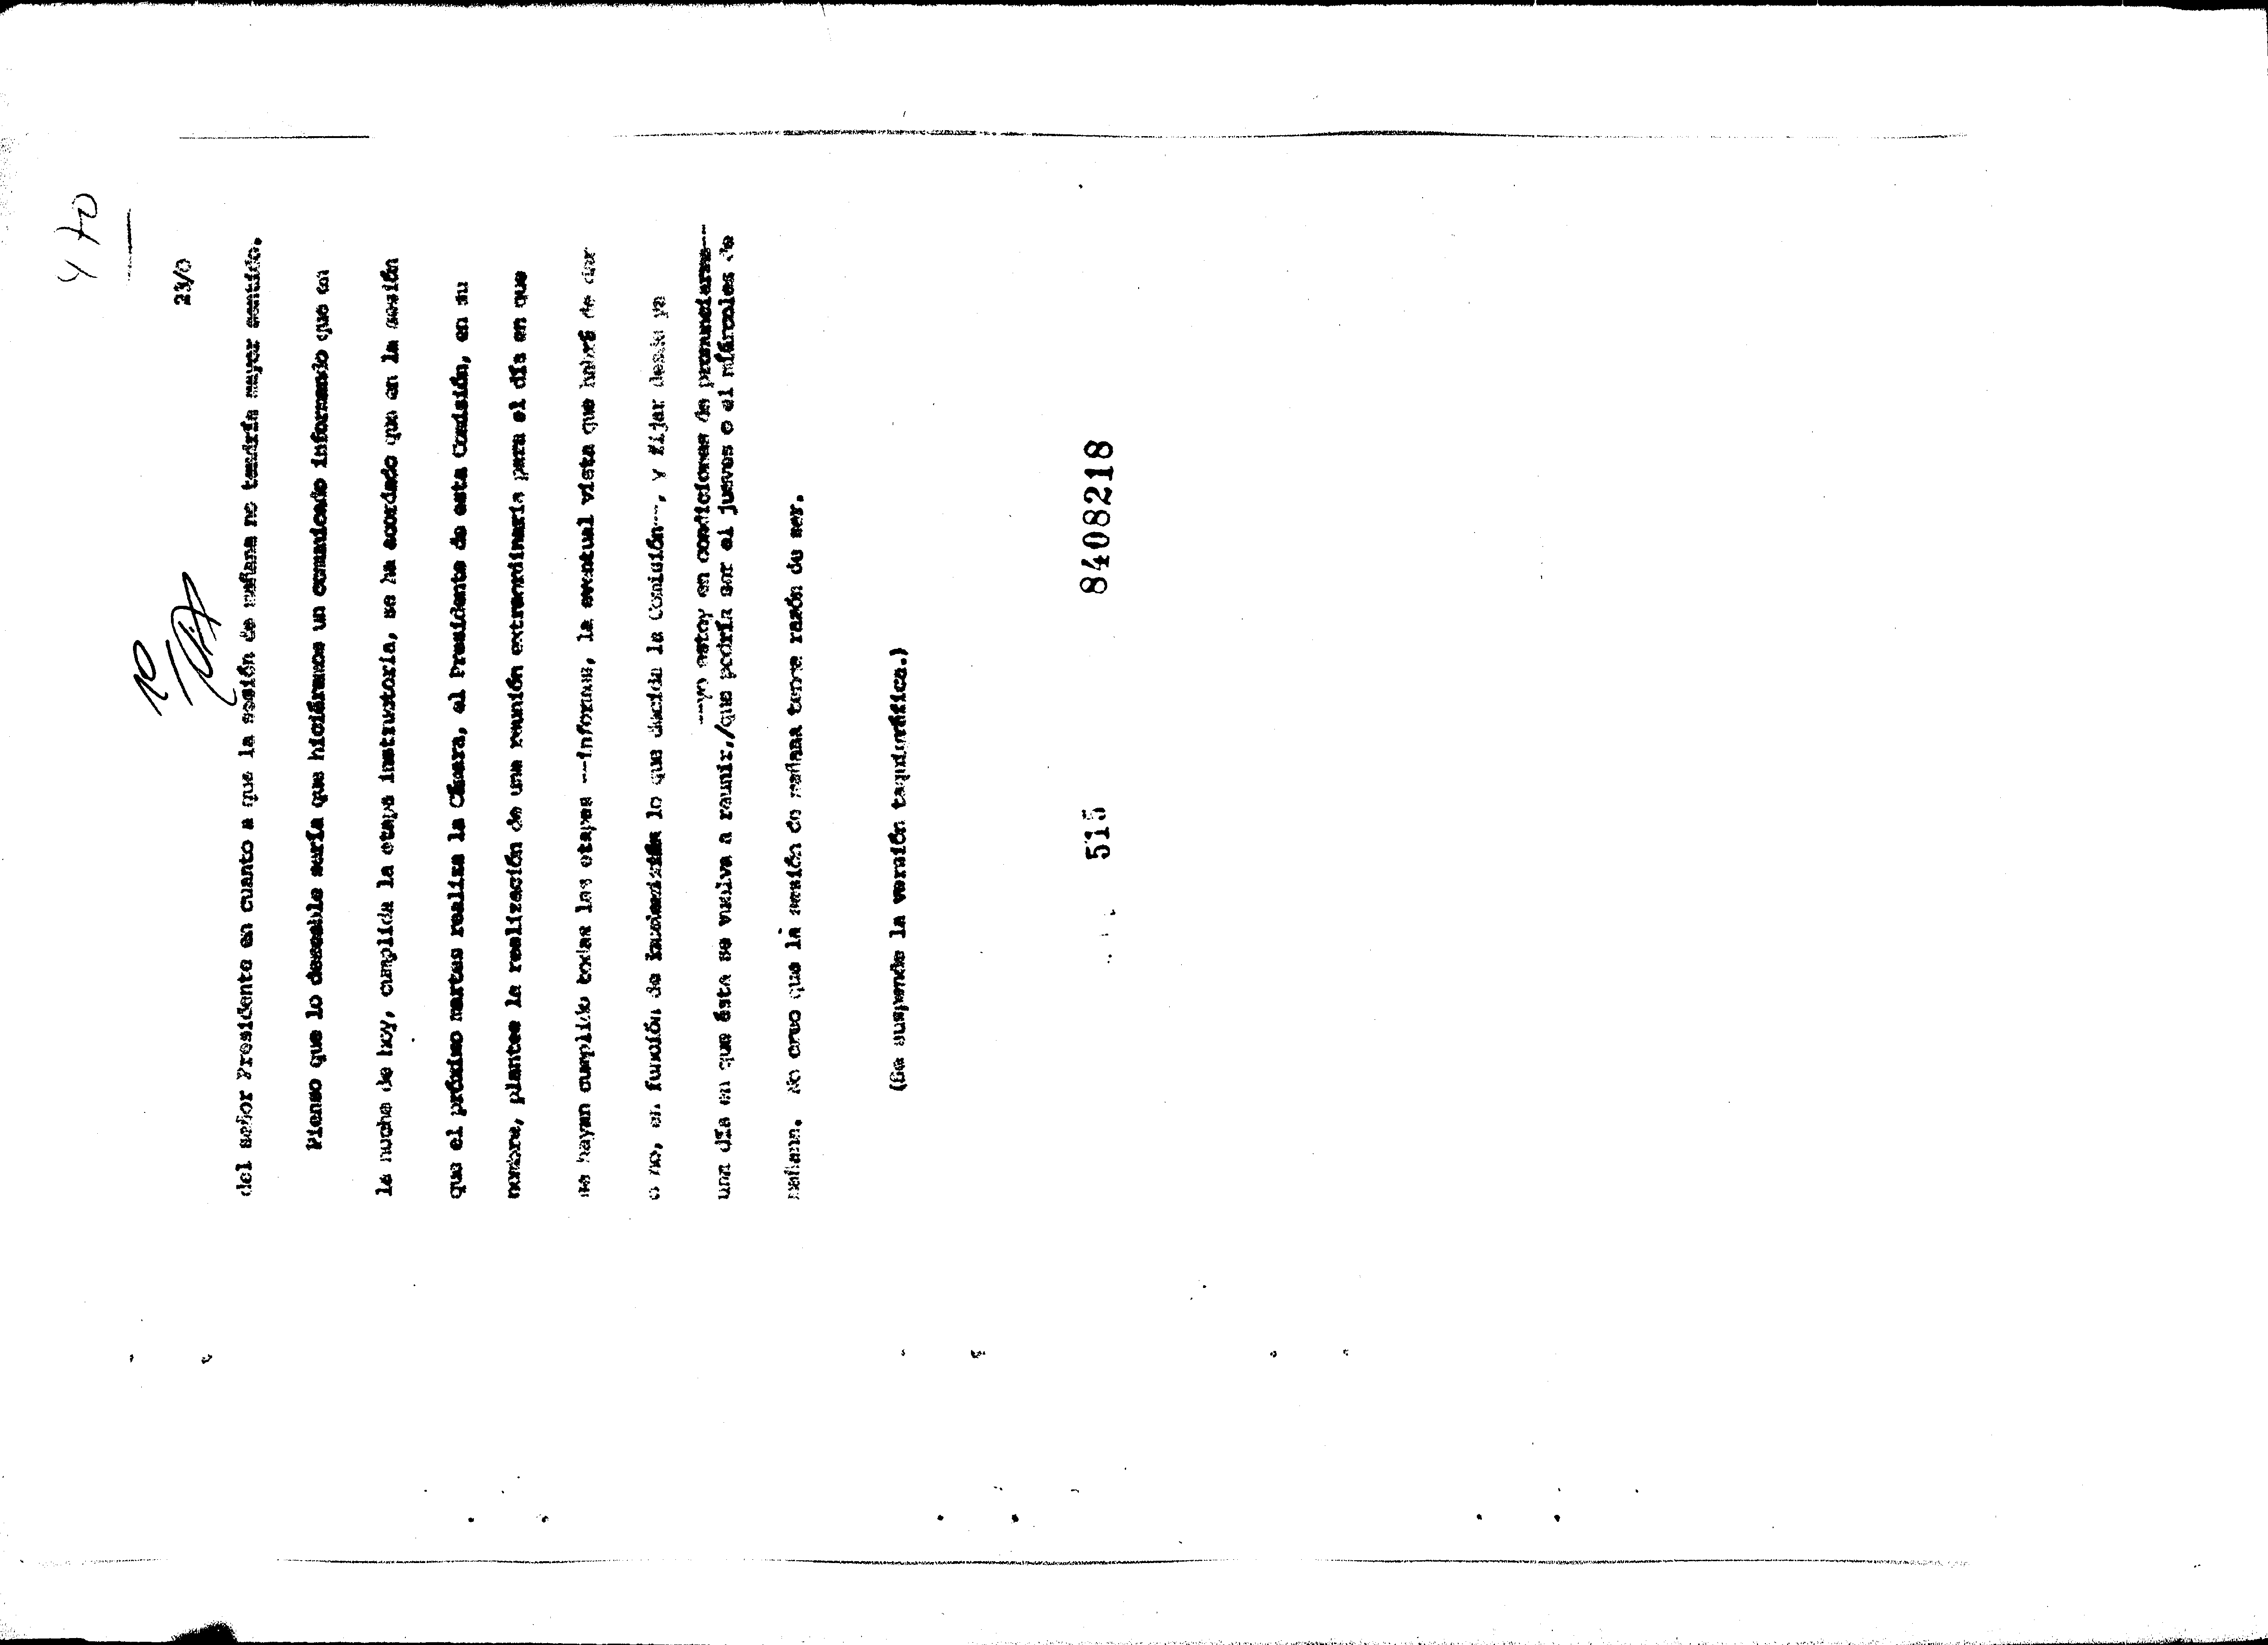 470
23/0
10
del señor Presidente en cuanto a que la sesión de mañana no tendría mayor sentido.
Pienso que lo deseable sería que hiciéramos un comunicado informando que en
la noche de hoy, cumplida la etapa instructoria, se ha acordado que en la sesión
que el próximo martes realiza la Cámara, el Presidente de esta Comisión, en su
nombre, plantee la realización de una reunión extraordinaria para el día en que
se hayan cumplido todas las etapas --informes, la eventual vista que habrá de dar
o no, en función de lo que decida la Comisión--, y fijar desde ya
--yo estoy en condiciones de pronunciarme--
un día en que ésta se vuelva a reunir,/que podría ser el jueves o el miércoles de
mañana. No creo que la sesión de mañana tenga razón de ser.
(Se suspende la versión taquigráfica.)
515 8408218